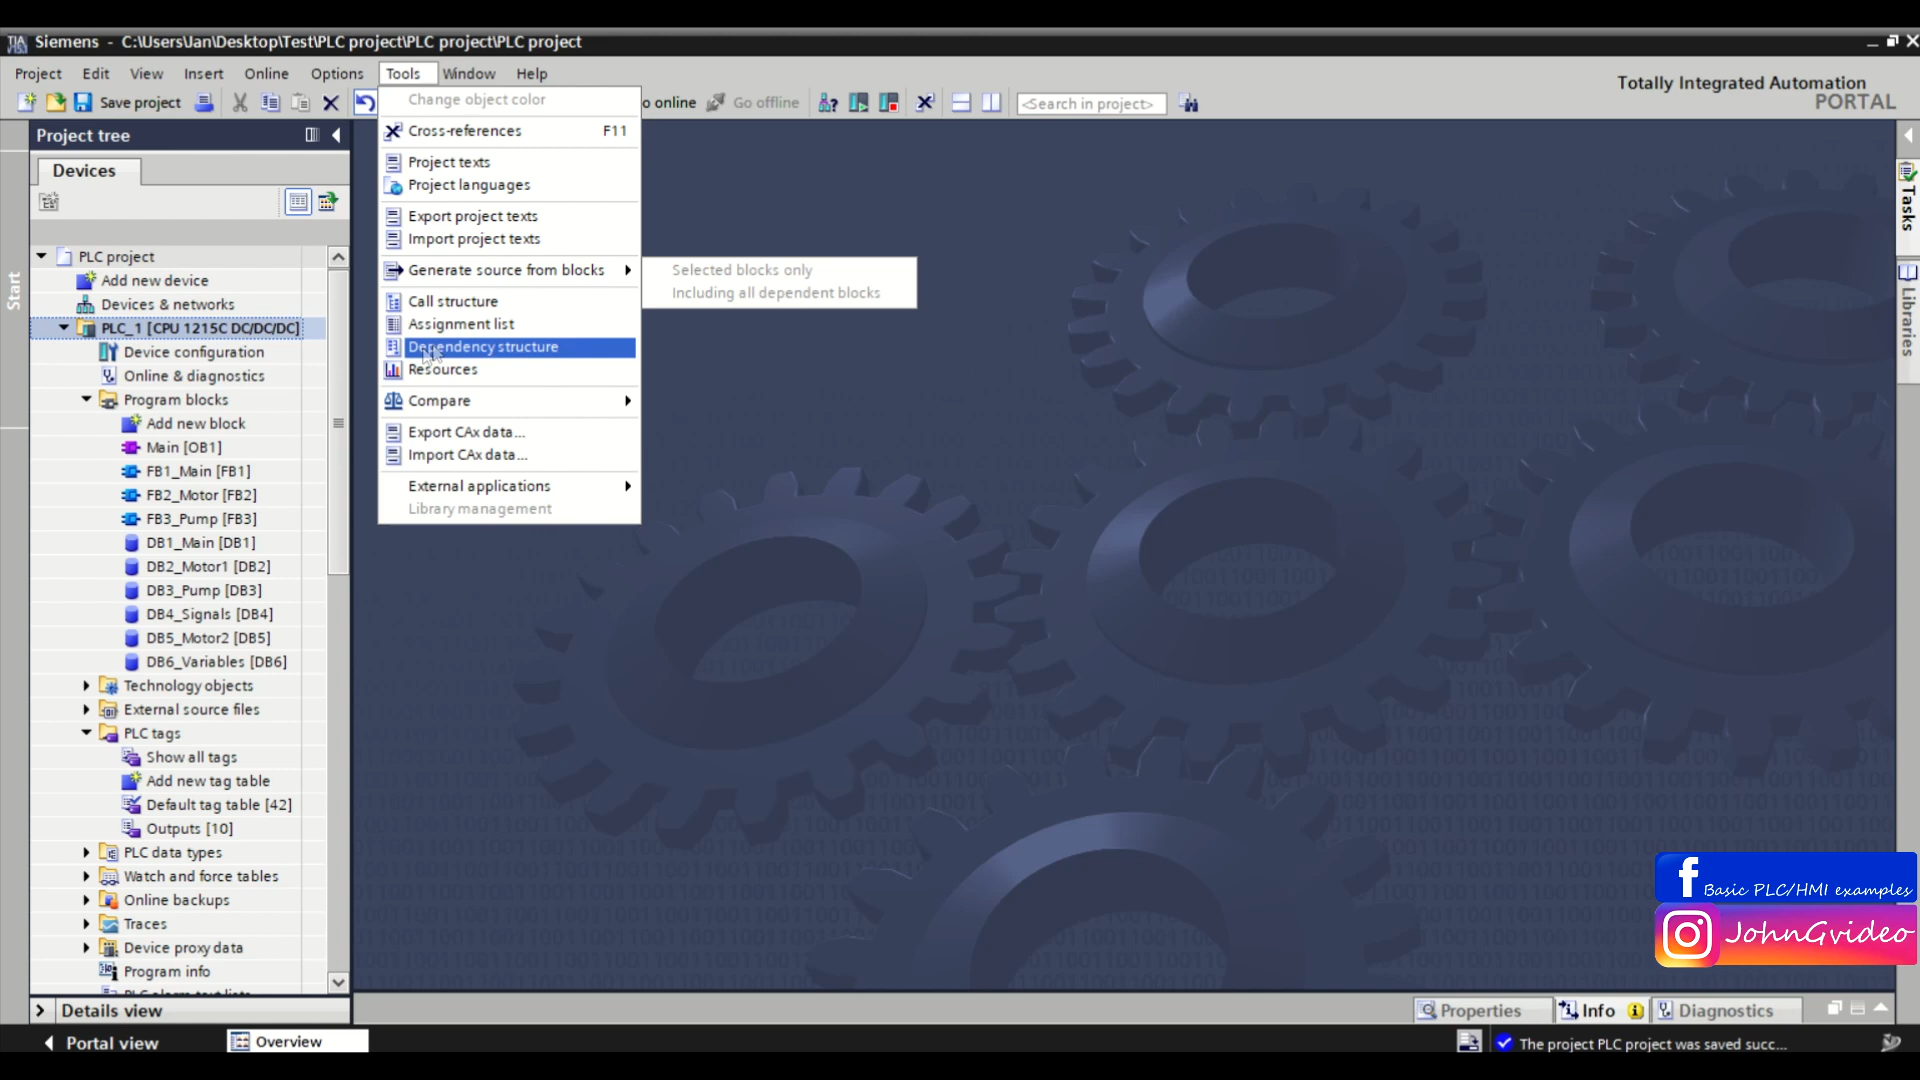 Siemens - C:\Users\Jan\Desktop\Test\PLC project\PLC project\PLC project
Project Edit View Insert Online Options Tools Window Help
Totally Integrated Automation
PORTAL
Save project
o online
Go offline
<Search in project>
Project tree
Devices
Start
PLC project
Add new device
Devices & networks
PLC_1 [CPU 1215C DC/DC/DC]
Device configuration
Online & diagnostics
Program blocks
Add new block
Main [OB1]
FB1_Main [FB1]
FB2_Motor [FB2]
FB3_Pump [FB3]
DB1_Main [DB1]
DB2_Motor1 [DB2]
DB3_Pump [DB3]
DB4_Signals [DB4]
DB5_Motor2 [DB5]
DB6_Variables [DB6]
Technology objects
External source files
PLC tags
Show all tags
Add new tag table
Default tag table [42]
Outputs [10]
PLC data types
Watch and force tables
Online backups
Traces
Device proxy data
Program info
Details view
Change object color
Cross-references F11
Project texts
Project languages
Export project texts
Import project texts
Generate source from blocks
Call structure
Assignment list
Dependency structure
Resources
Compare
Export CAx data...
Import CAx data...
External applications
Library management
Selected blocks only
Including all dependent blocks
Tasks
Libraries
Basic PLC/HMI examples
JohnGvideo
Properties
Info
Diagnostics
Portal view
Overview
The project PLC project was saved succ...